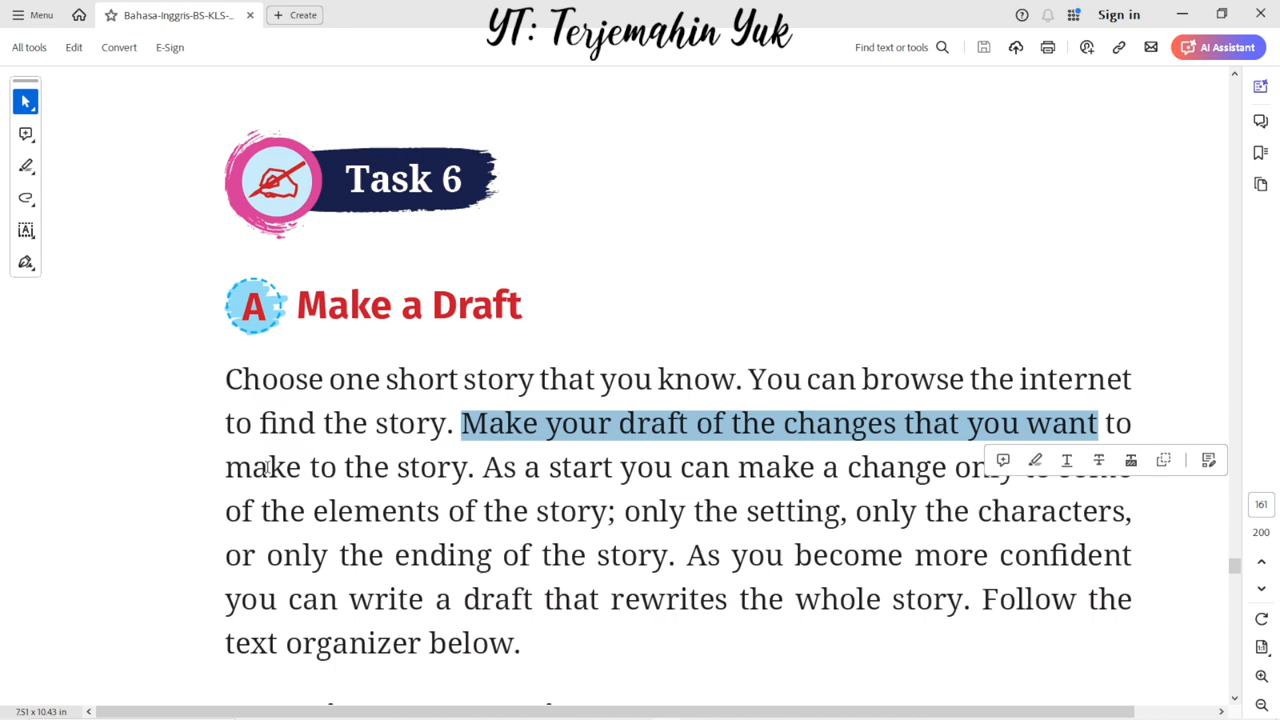 Menu
Bahasa-Inggris-BS-KLS-...
Create
YT: Terjemahin Yuk
Sign in
All tools
Edit
Convert
E-Sign
Find text or tools
AI Assistant
Task 6
A Make a Draft
Choose one short story that you know. You can browse the internet
to find the story. Make your draft of the changes that you want to
make to the story. As a start you can make a change only to some
of the elements of the story; only the setting, only the characters,
or only the ending of the story. As you become more confident
you can write a draft that rewrites the whole story. Follow the
text organizer below.
161
200
7.51 x 10.43 in